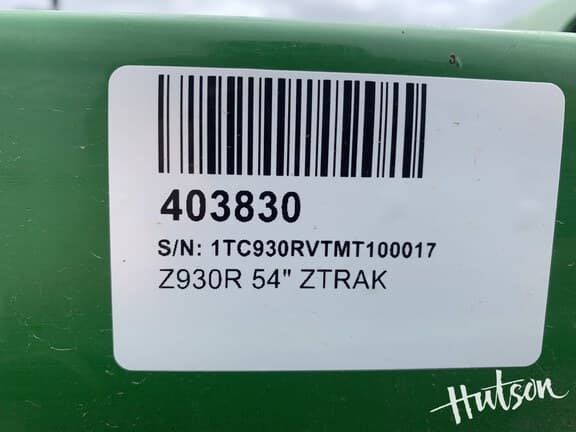 403830
S/N: 1TC930RVTMT100017
Z930R 54" ZTRAK
Hutson